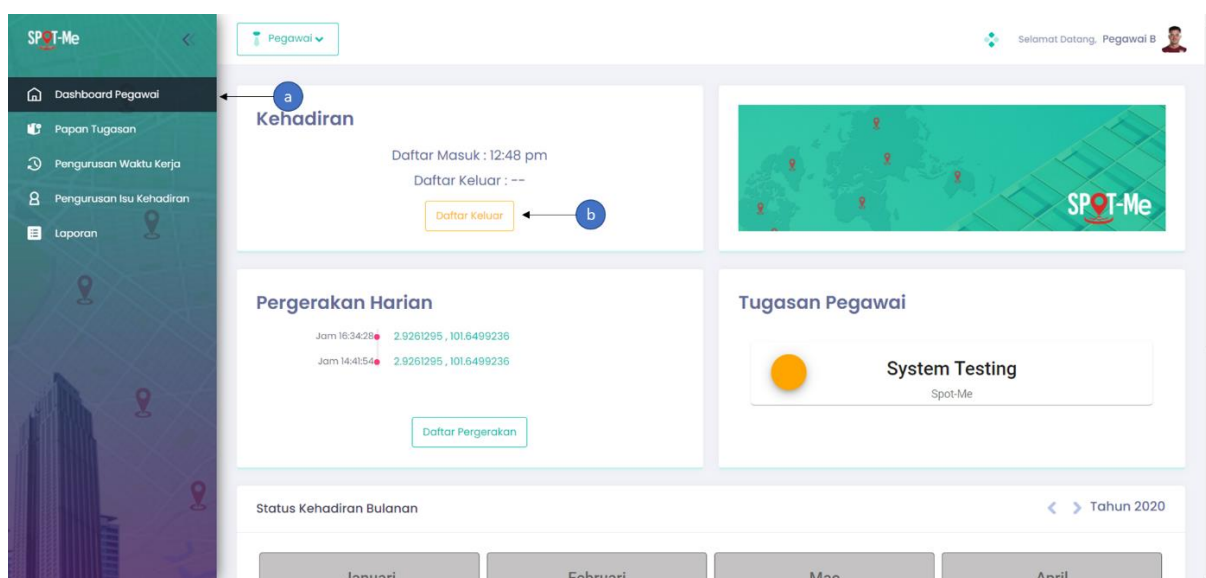 SPOT-Me
Pegawai
Selamat Datang, Pegawai B
Dashboard Pegawai
a
Papan Tugasan
Pengurusan Waktu Kerja
Pengurusan Isu Kehadiran
Laporan
Kehadiran
Daftar Masuk : 12:48 pm
Daftar Keluar : --
Daftar Keluar
b
SPOT-Me
Pergerakan Harian
Jam 16:34:28 2.9261295 , 101.6499236
Jam 14:41:54 2.9261295 , 101.6499236
Daftar Pergerakan
Tugasan Pegawai
System Testing
Spot-Me
Status Kehadiran Bulanan
Tahun 2020
Januari
Februari
Mac
April